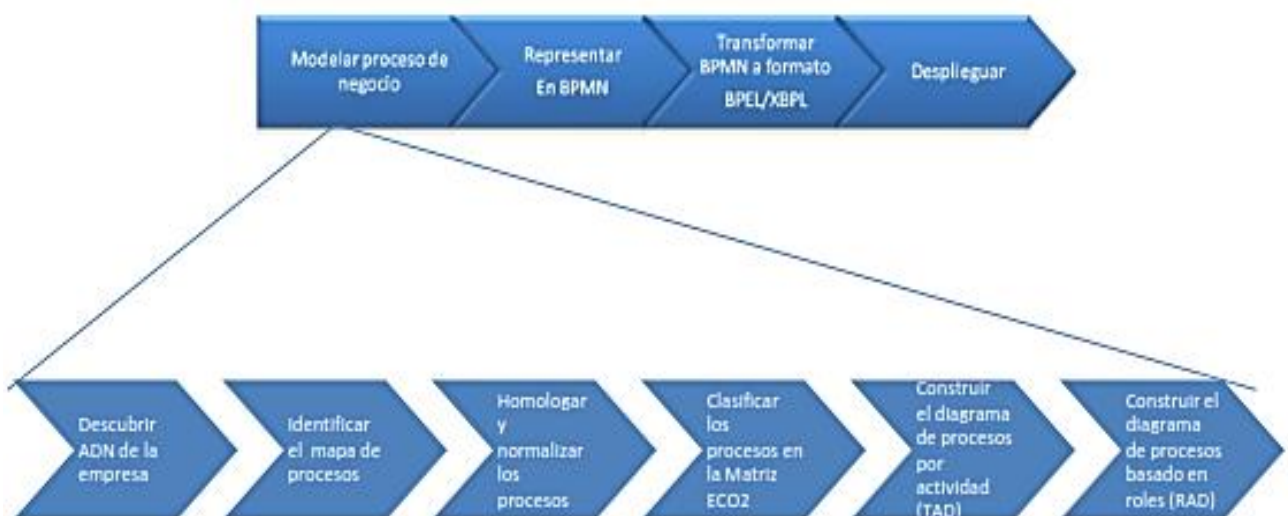 Modelar proceso de
negocio
Representar
En BPMN
Transformar
BPMN a formato
BPEL/XBPL
Desplieguar
Descubrir
ADN de la
empresa
Identificar
el mapa de
procesos
Homologar
y
normalizar
los
procesos
Clasificar
los
procesos en
la Matriz
ECO2
Construir
el diagrama
de procesos
por
actividad
(TAD)
Construir el
diagrama
de procesos
basado en
roles (RAD)